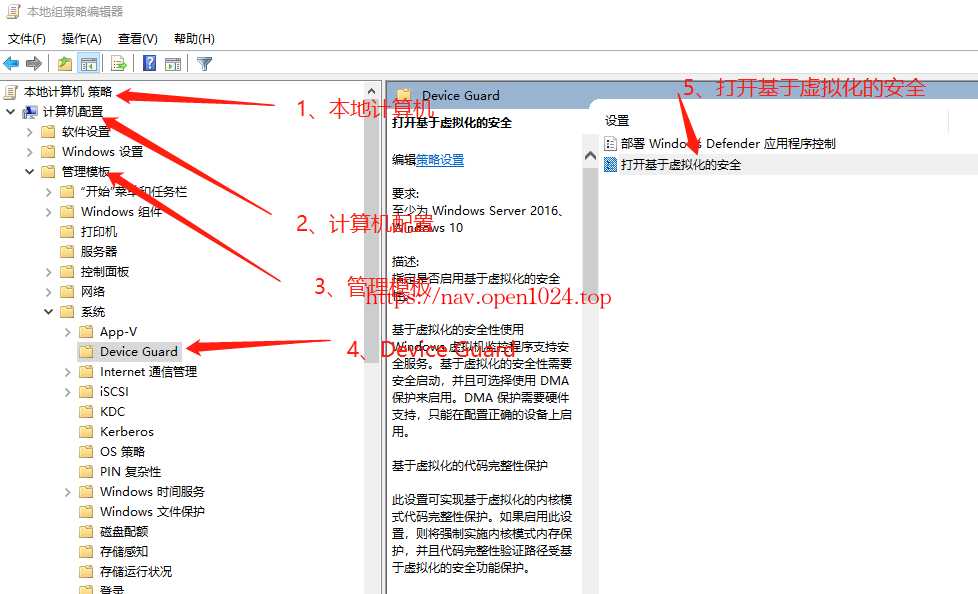 本地组策略编辑器
文件(F) 操作(A) 查看(V) 帮助(H)
本地计算机 策略
计算机配置
软件设置
Windows 设置
管理模板
"开始"菜单和任务栏
Windows 组件
打印机
服务器
控制面板
网络
系统
App-V
Device Guard
Internet 通信管理
iSCSI
KDC
Kerberos
OS 策略
PIN 复杂性
Windows 时间服务
Windows 文件保护
磁盘配额
存储感知
存储运行状况
登录
1、本地计算机
2、计算机配置
3、管理模板
4、Device Guard
5、打开基于虚拟化的安全
https://nav.open1024.top
Device Guard
打开基于虚拟化的安全
编辑策略设置
要求:
至少为 Windows Server 2016、
Windows 10
描述:
指定是否启用基于虚拟化的安全
基于虚拟化的安全性使用
Windows 虚拟机监控程序支持安
全服务。基于虚拟化的安全性需要
安全启动，并且可选择使用 DMA
保护来启用。DMA 保护需要硬件
支持，只能在配置正确的设备上启
用。
基于虚拟化的代码完整性保护
此设置可实现基于虚拟化的内核模
式代码完整性保护。如果启用此设
置，则将强制实施内核模式内存保
护，并且代码完整性验证路径受基
于虚拟化的安全功能保护。
设置
部署 Windows Defender 应用程序控制
打开基于虚拟化的安全